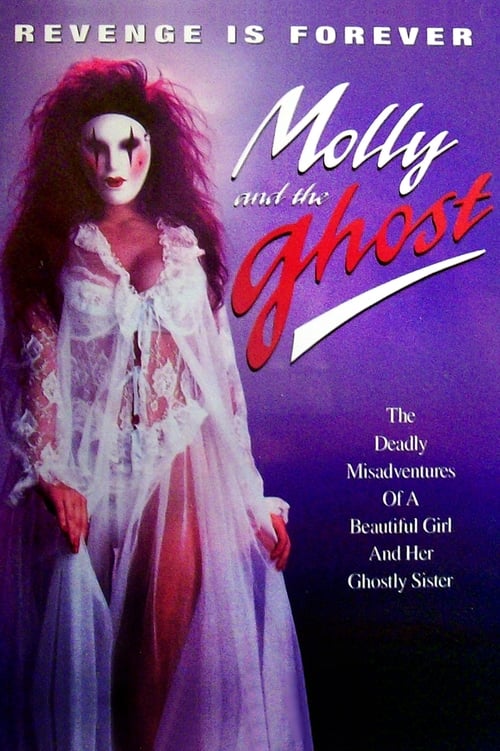 REVENGE IS FOREVER
Molly
and the
ghost
The
Deadly
Misadventures
Of A
Beautiful Girl
And Her
Ghostly Sister